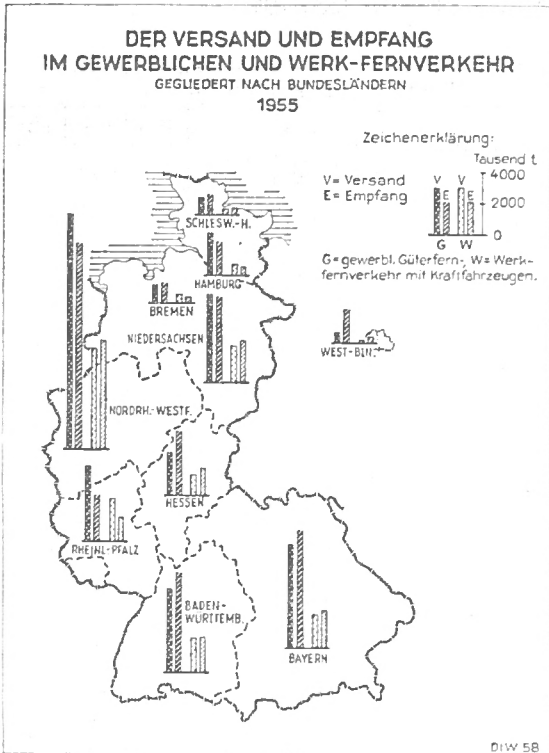 DER VERSAND UND EMPFANG
IM GEWERBLICHEN UND WERK-FERNVERKEHR
GEGLIEDERT NACH BUNDESLÄNDERN
1955
Zeichenerklärung:
Tausend t
V= Versand
E= Empfang
V
E
V
E
4000
2000
0
G
W
G=gewerbl. Güterfern-, W=Werk-
fernverkehr mit Kraftfahrzeugen.
SCHLESW.-H.
HAMBURG
BREMEN
NIEDERSACHSEN
WEST-BLN.
NORDRH.-WESTF.
HESSEN
RHEINL.-PFALZ
BADEN-
WÜRTTEMB.
BAYERN
DIW 58